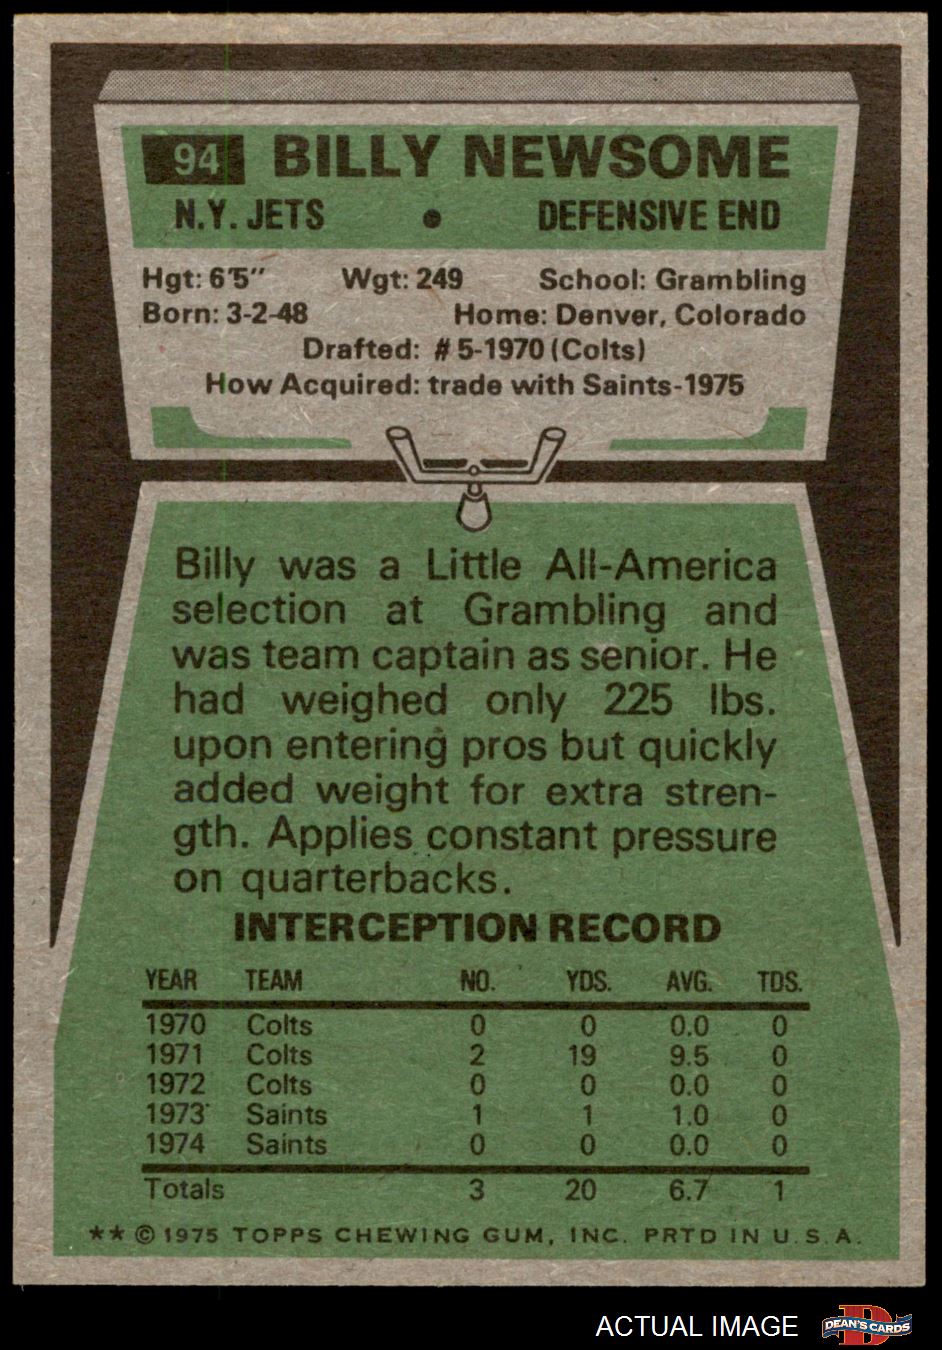 94 BILLY NEWSOME
N.Y. JETS • DEFENSIVE END
Hgt: 6'5" Wgt: 249 School: Grambling
Born: 3-2-48 Home: Denver, Colorado
Drafted: #5-1970 (Colts)
How Acquired: trade with Saints-1975
Billy was a Little All-America
selection at Grambling and
was team captain as senior. He
had weighed only 225 lbs.
upon entering pros but quickly
added weight for extra stren-
gth. Applies constant pressure
on quarterbacks.
INTERCEPTION RECORD
YEAR TEAM NO. YDS. AVG. TDS.
1970 Colts 0 0 0.0 0
1971 Colts 2 19 9.5 0
1972 Colts 0 0 0.0 0
1973 Saints 1 1 1.0 0
1974 Saints 0 0 0.0 0
Totals 3 20 6.7 1
** © 1975 TOPPS CHEWING GUM, INC. PRTD IN U.S.A.
ACTUAL IMAGE DEAN'S CARDS